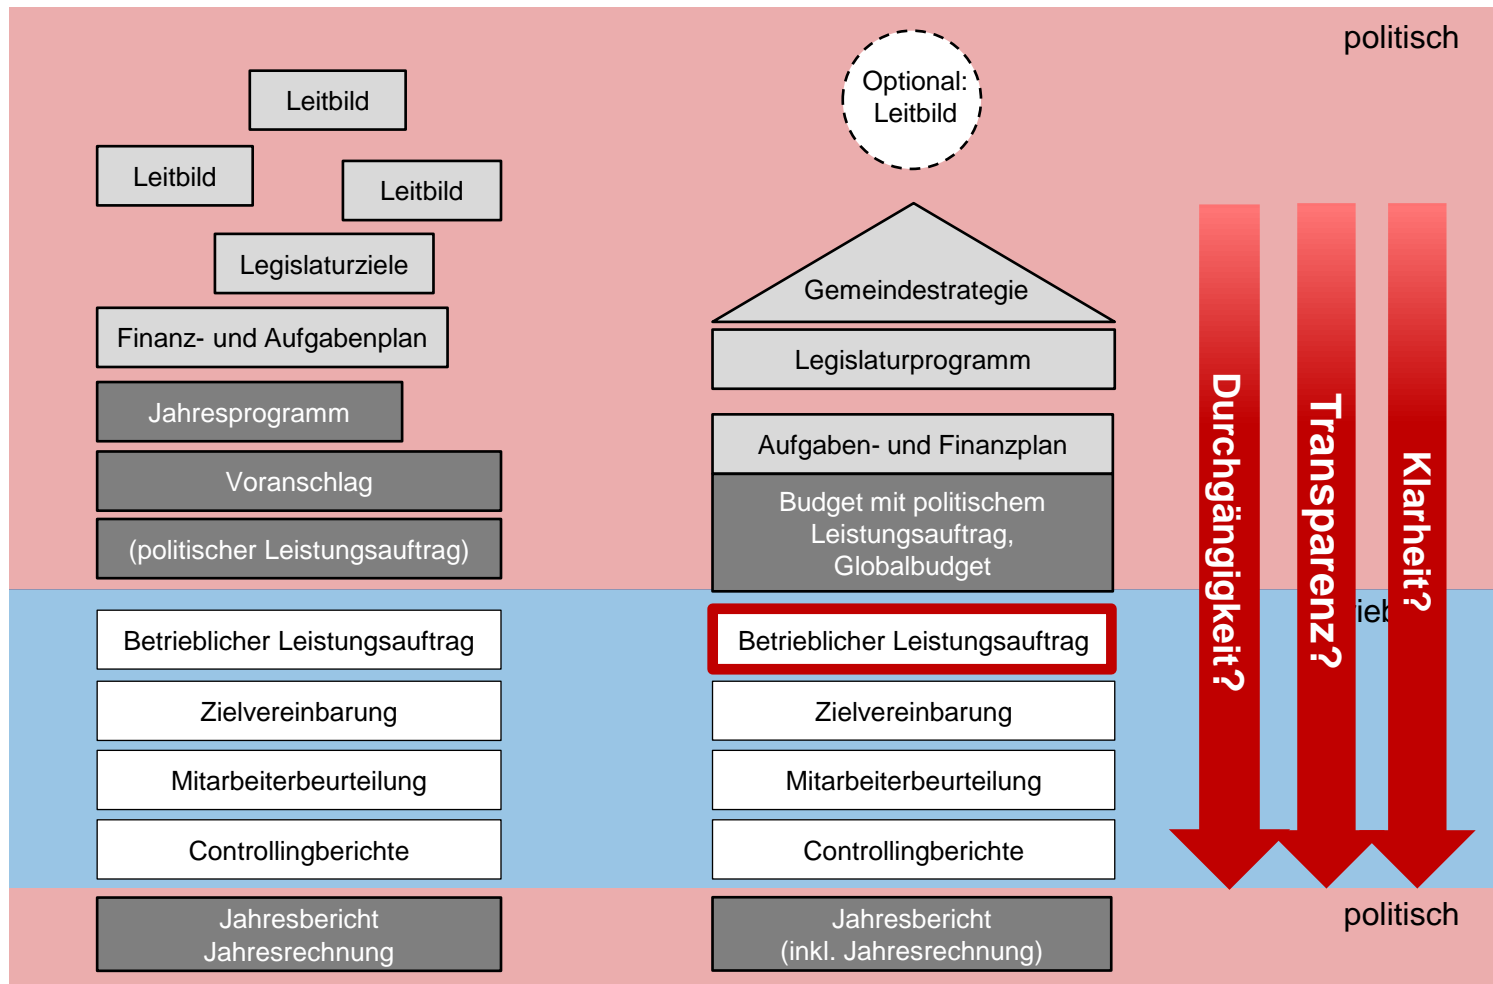 politisch
Leitbild
Leitbild
Leitbild
Legislaturziele
Finanz- und Aufgabenplan
Jahresprogramm
Voranschlag
(politischer Leistungsauftrag)
Betrieblicher Leistungsauftrag
Zielvereinbarung
Mitarbeiterbeurteilung
Controllingberichte
Jahresbericht
Jahresrechnung
Optional:
Leitbild
Gemeindestrategie
Legislaturprogramm
Aufgaben- und Finanzplan
Budget mit politischem
Leistungsauftrag,
Globalbudget
Betrieblicher Leistungsauftrag
Zielvereinbarung
Mitarbeiterbeurteilung
Controllingberichte
Jahresbericht
(inkl. Jahresrechnung)
Durchgängigkeit?
Transparenz?
Klarheit?
politisch